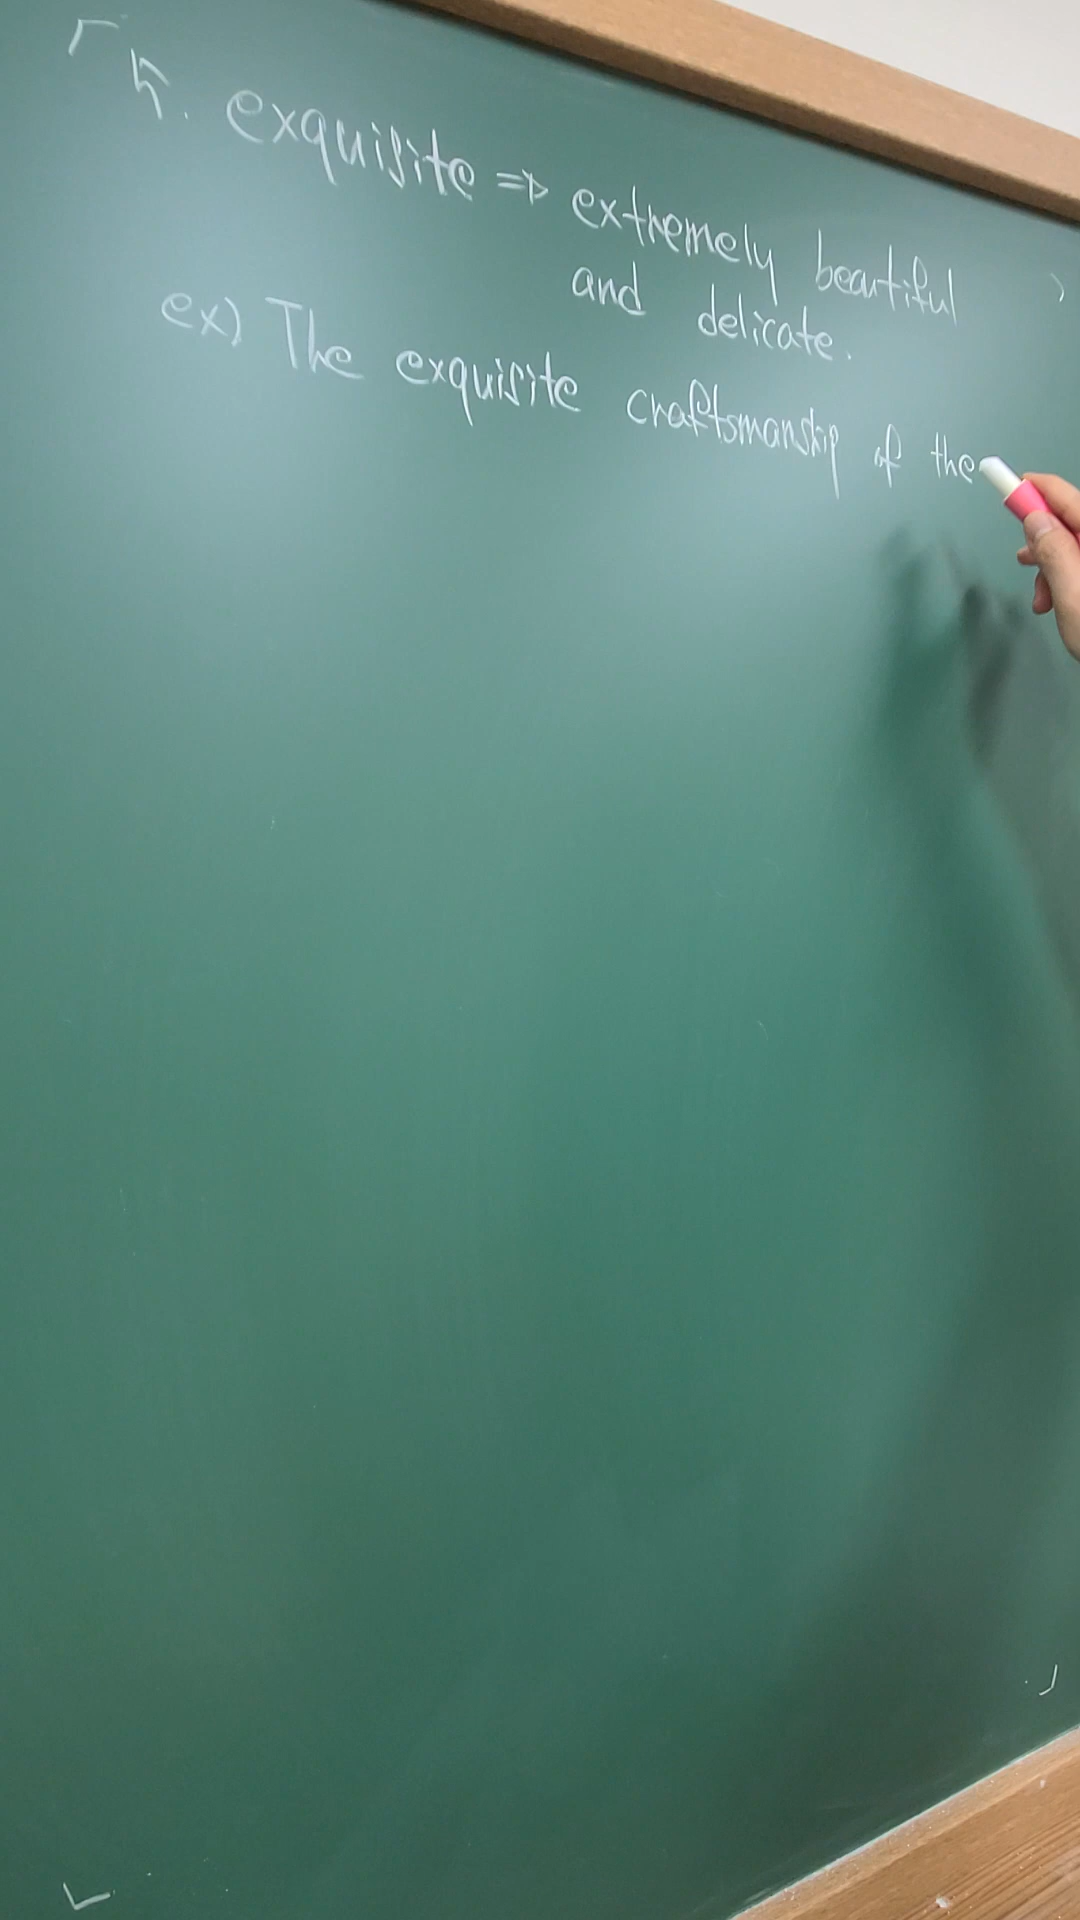 5. exquisite ⇒ extremely beautiful
and delicate.
ex) The exquisite craftsmanship of the